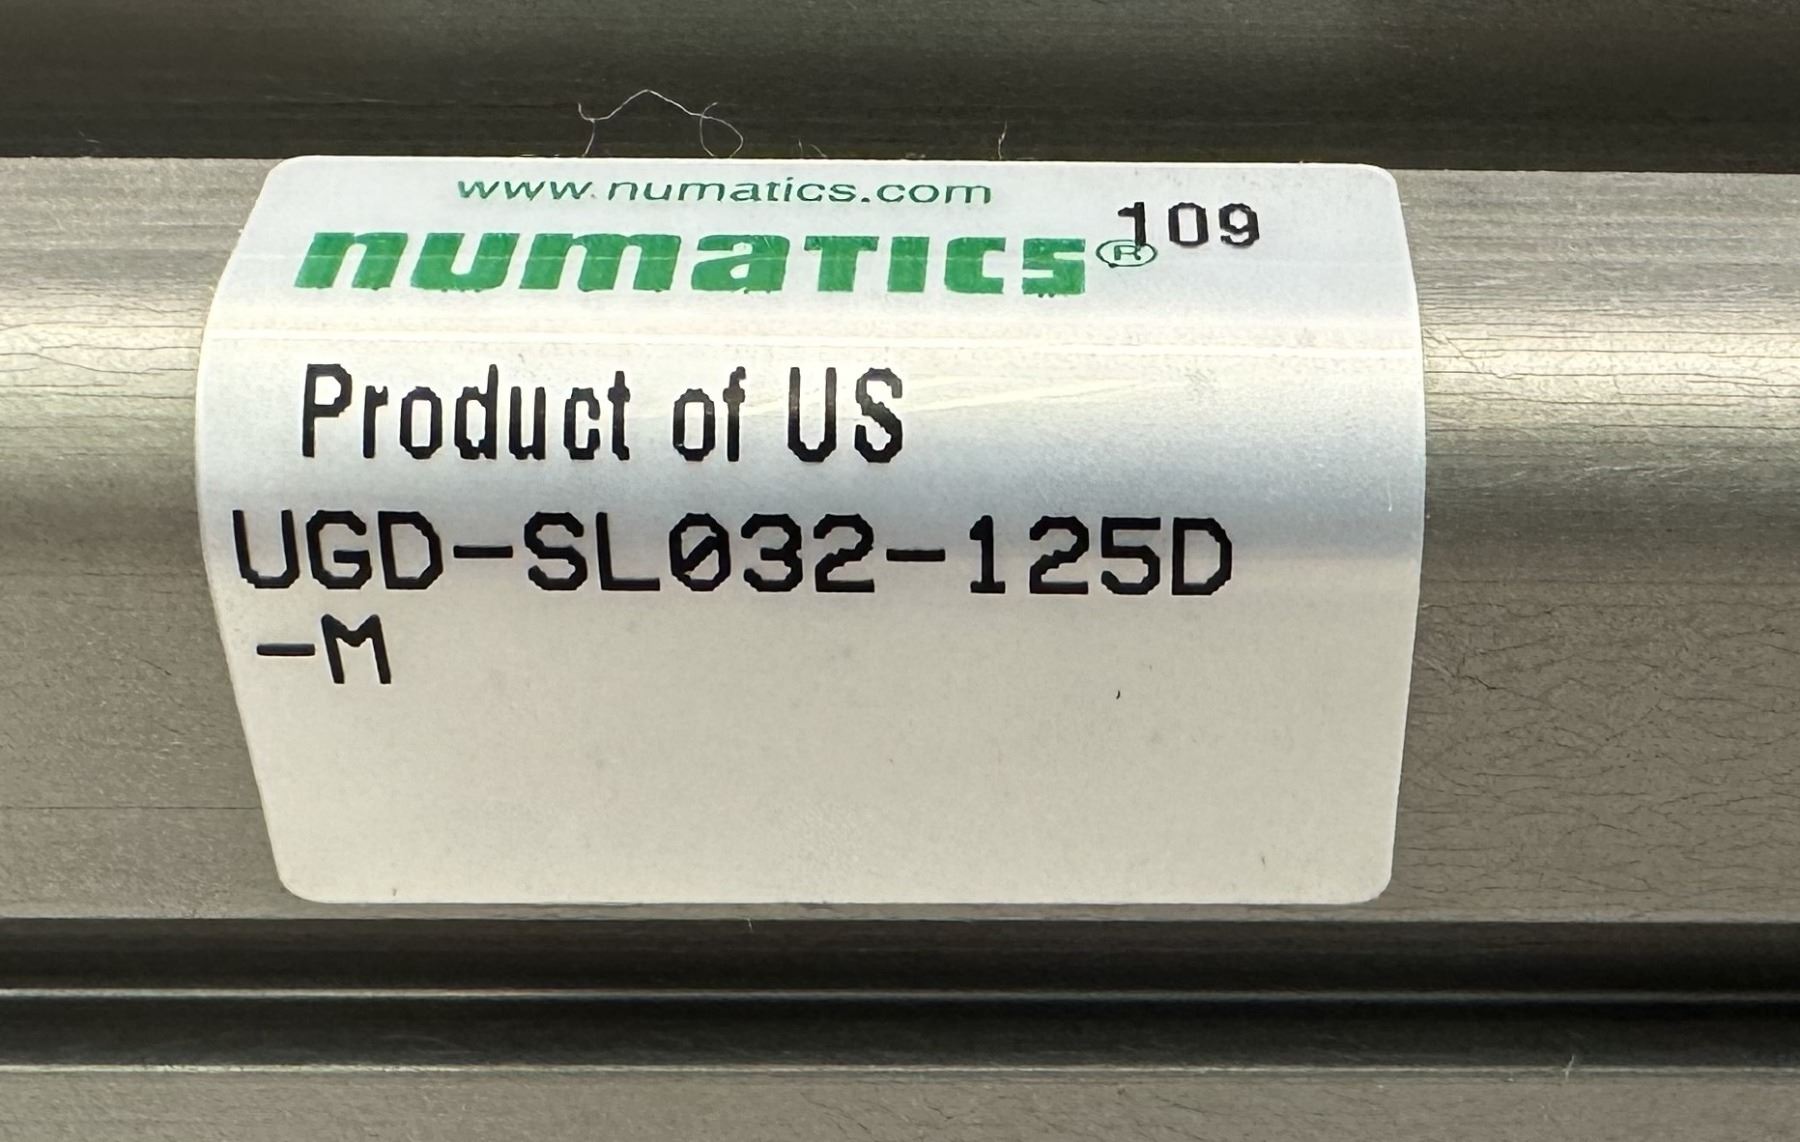 www.numatics.com
numatics® 109
Product of US
UGD-SL032-125D
-M